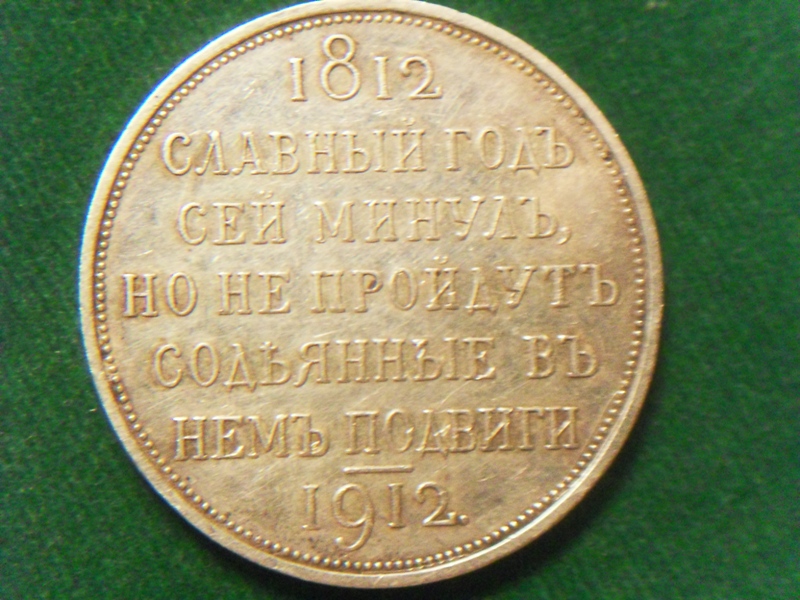 1812
СЛАВНЫЙ ГОДЪ
СЕЙ МИНУЛЪ,
НО НЕ ПРОЙДУТЪ
СОДѢЯННЫЕ ВЪ
НЕМЪ ПОДВИГИ
1912.